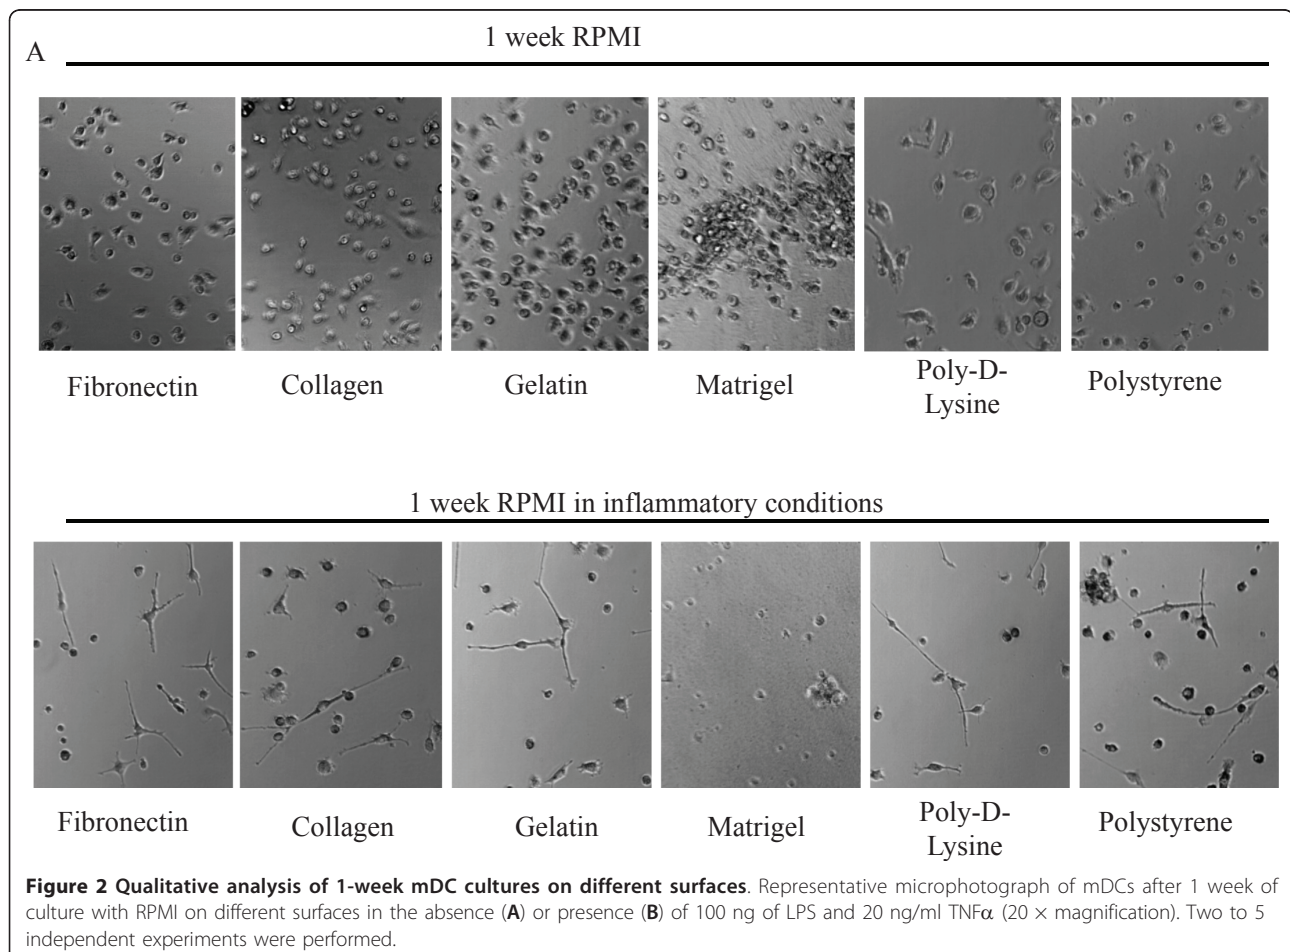 A
1 week RPMI
Fibronectin
Collagen
Gelatin
Matrigel
Poly-D-
Lysine
Polystyrene
1 week RPMI in inflammatory conditions
Fibronectin
Collagen
Gelatin
Matrigel
Poly-D-
Lysine
Polystyrene
Figure 2 Qualitative analysis of 1-week mDC cultures on different surfaces. Representative microphotograph of mDCs after 1 week of
culture with RPMI on different surfaces in the absence (A) or presence (B) of 100 ng of LPS and 20 ng/ml TNFα (20 × magnification). Two to 5
independent experiments were performed.